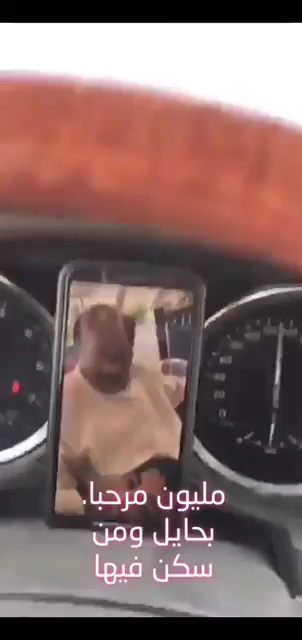 مليون مرحبا.
بحايل ومن
سكن فيها